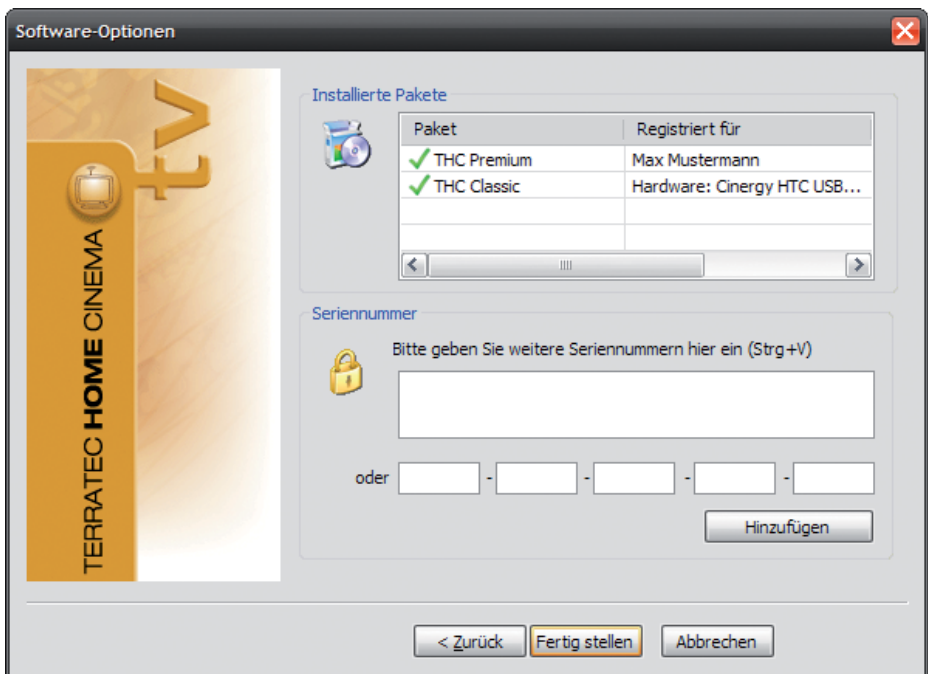 Software-Optionen
tv
TERRATEC HOME CINEMA
Installierte Pakete
Paket Registriert für
THC Premium Max Mustermann
THC Classic Hardware: Cinergy HTC USB...
Seriennummer
Bitte geben Sie weitere Seriennummern hier ein (Strg+V)
oder - - - -
Hinzufügen
< Zurück Fertig stellen Abbrechen